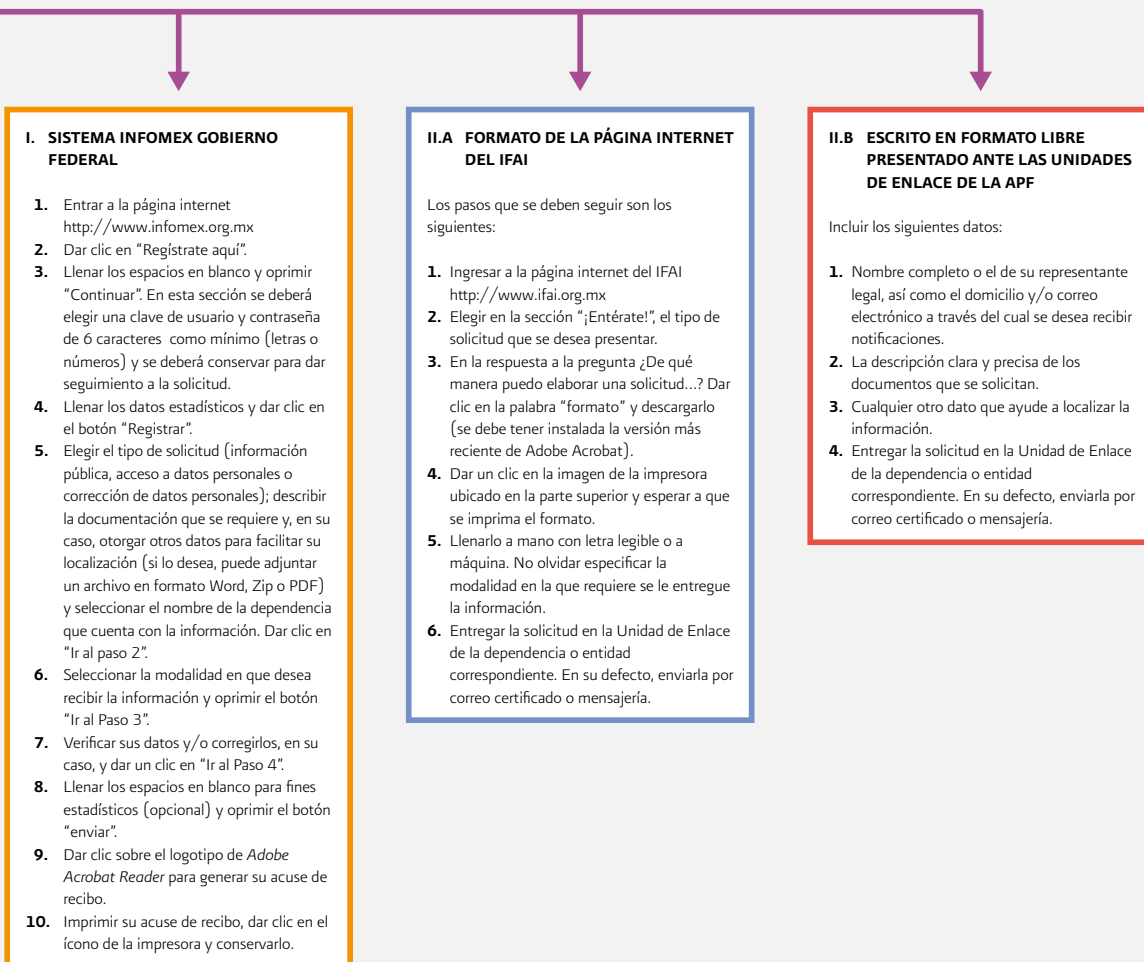 I. SISTEMA INFOMEX GOBIERNO
FEDERAL
1. Entrar a la página internet
http://www.infomex.org.mx
2. Dar clic en “Regístrate aquí”.
3. Llenar los espacios en blanco y oprimir
“Continuar”. En esta sección se deberá
elegir una clave de usuario y contraseña
de 6 caracteres como mínimo (letras o
números) y se deberá conservar para dar
seguimiento a la solicitud.
4. Llenar los datos estadísticos y dar clic en
el botón “Registrar”.
5. Elegir el tipo de solicitud (información
pública, acceso a datos personales o
corrección de datos personales); describir
la documentación que se requiere y, en su
caso, otorgar otros datos para facilitar su
localización (si lo desea, puede adjuntar
un archivo en formato Word, Zip o PDF)
y seleccionar el nombre de la dependencia
que cuenta con la información. Dar clic en
“Ir al paso 2”.
6. Seleccionar la modalidad en que desea
recibir la información y oprimir el botón
“Ir al Paso 3”.
7. Verificar sus datos y/o corregirlos, en su
caso, y dar un clic en “Ir al Paso 4”.
8. Llenar los espacios en blanco para fines
estadísticos (opcional) y oprimir el botón
“enviar”.
9. Dar clic sobre el logotipo de Adobe
Acrobat Reader para generar su acuse de
recibo.
10. Imprimir su acuse de recibo, dar clic en el
ícono de la impresora y conservarlo.
II.A FORMATO DE LA PÁGINA INTERNET
DEL IFAI
Los pasos que se deben seguir son los
siguientes:
1. Ingresar a la página internet del IFAI
http://www.ifai.org.mx
2. Elegir en la sección “¡Entérate!”, el tipo de
solicitud que se desea presentar.
3. En la respuesta a la pregunta ¿De qué
manera puedo elaborar una solicitud...? Dar
clic en la palabra “formato” y descargarlo
(se debe tener instalada la versión más
reciente de Adobe Acrobat).
4. Dar un clic en la imagen de la impresora
ubicado en la parte superior y esperar a que
se imprima el formato.
5. Llenarlo a mano con letra legible o a
máquina. No olvidar especificar la
modalidad en la que requiere se le entregue
la información.
6. Entregar la solicitud en la Unidad de Enlace
de la dependencia o entidad
correspondiente. En su defecto, enviarla por
correo certificado o mensajería.
II.B ESCRITO EN FORMATO LIBRE
PRESENTADO ANTE LAS UNIDADES
DE ENLACE DE LA APF
Incluir los siguientes datos:
1. Nombre completo o el de su representante
legal, así como el domicilio y/o correo
electrónico a través del cual se desea recibir
notificaciones.
2. La descripción clara y precisa de los
documentos que se solicitan.
3. Cualquier otro dato que ayude a localizar la
información.
4. Entregar la solicitud en la Unidad de Enlace
de la dependencia o entidad
correspondiente. En su defecto, enviarla por
correo certificado o mensajería.